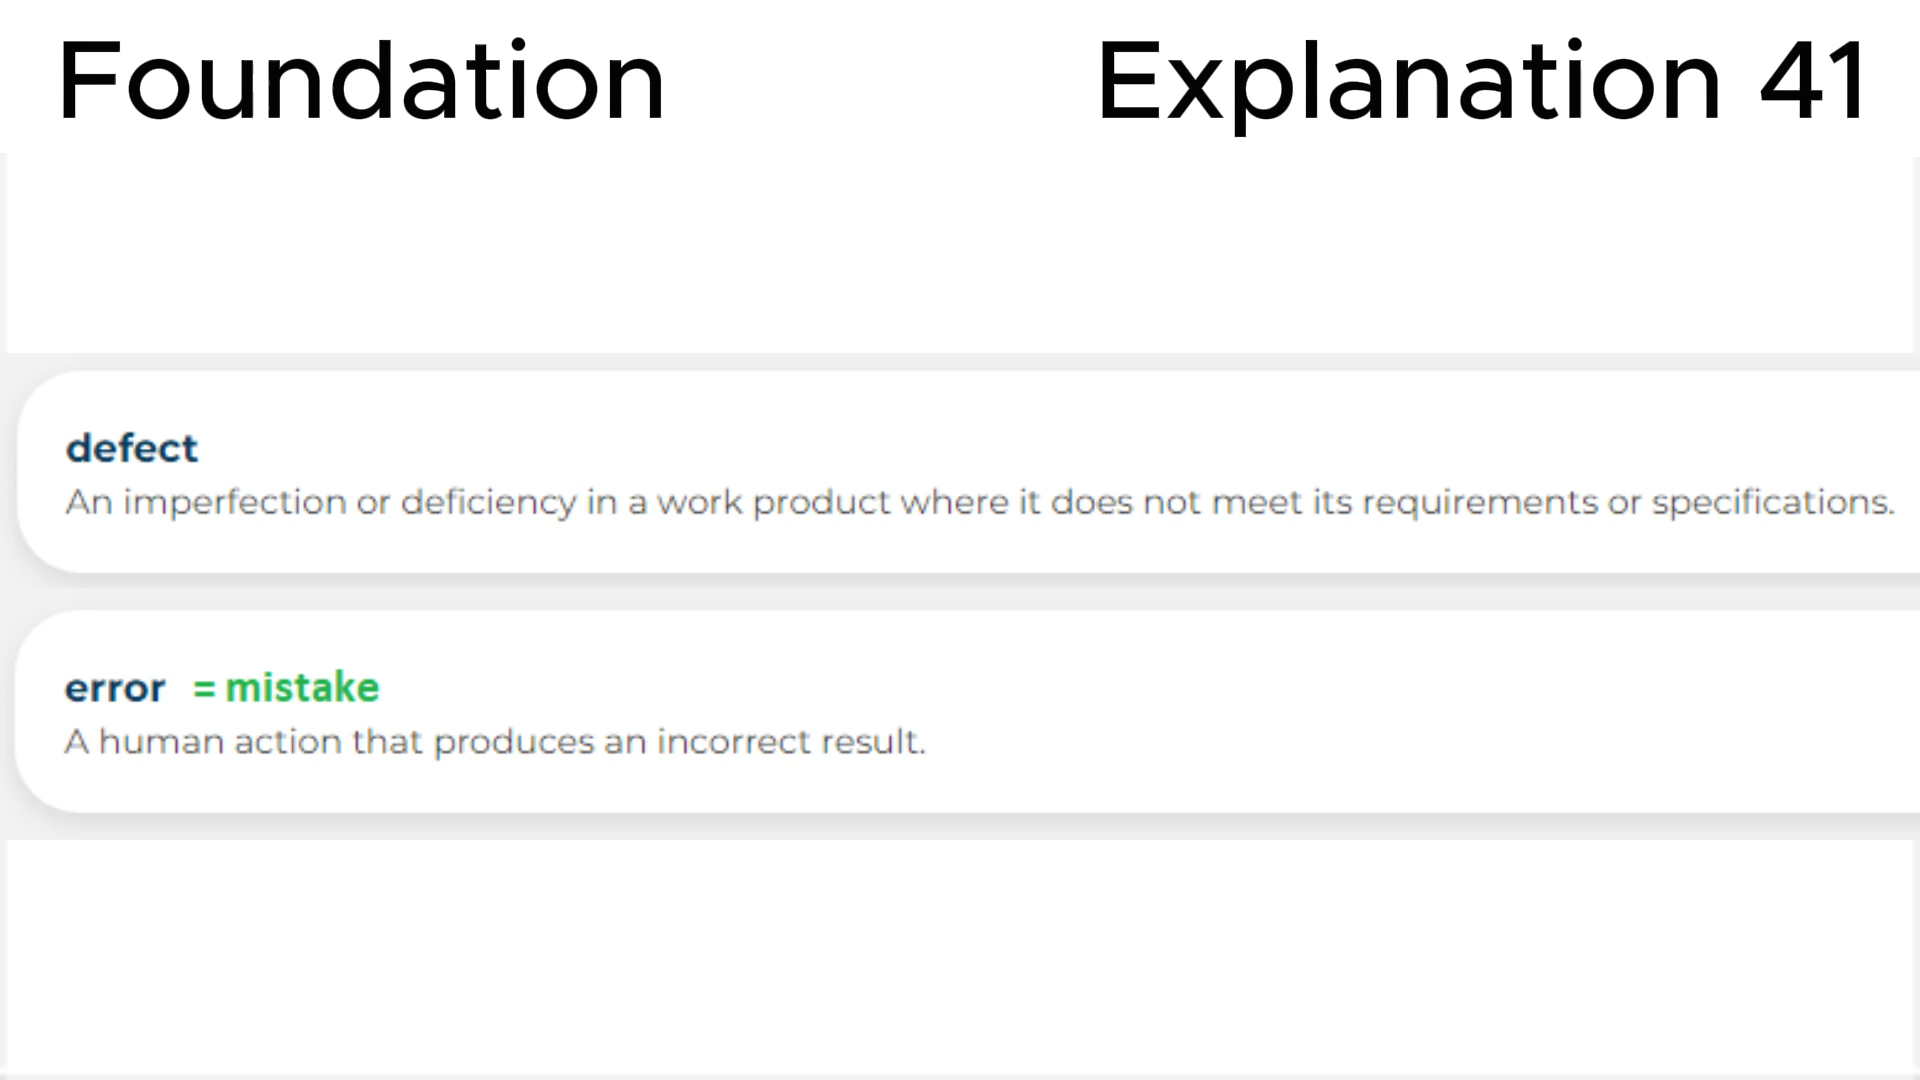 Foundation Explanation 41
defect
An imperfection or deficiency in a work product where it does not meet its requirements or specifications.
error = mistake
A human action that produces an incorrect result.